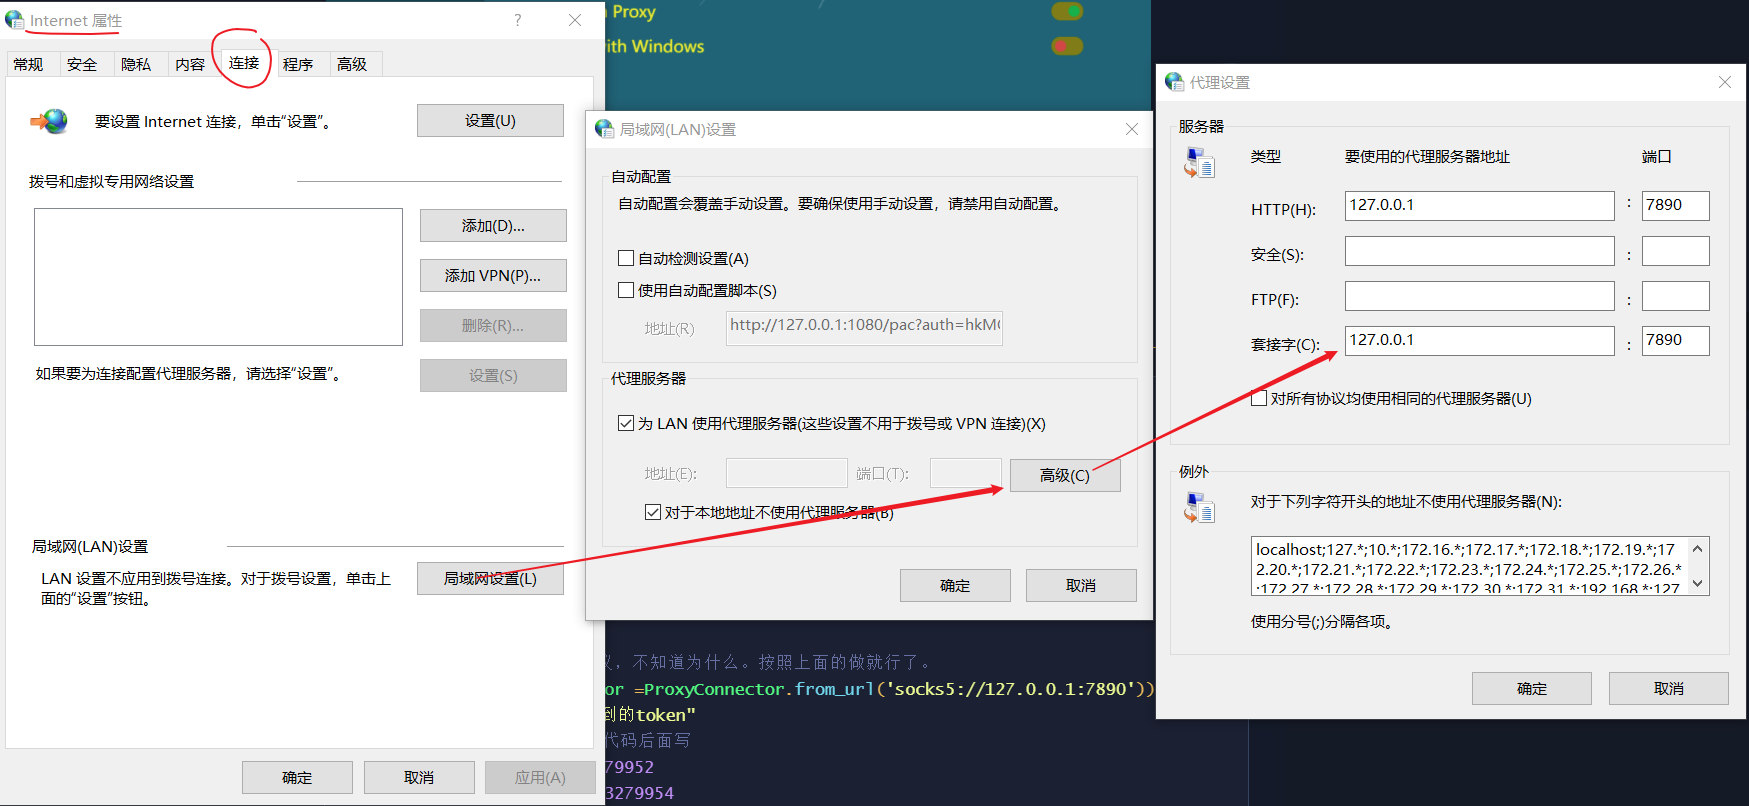 Internet 属性
?
常规
安全
隐私
内容
连接
程序
高级
要设置 Internet 连接，单击“设置”。
设置(U)
拨号和虚拟专用网络设置
添加(D)...
添加 VPN(P)...
删除(R)...
如果要为连接配置代理服务器，请选择“设置”。
设置(S)
局域网(LAN)设置
LAN 设置不应用到拨号连接。对于拨号设置，单击上
面的“设置”按钮。
局域网设置(L)
确定
取消
应用(A)
Proxy
ith Windows
局域网(LAN)设置
自动配置
自动配置会覆盖手动设置。要确保使用手动设置，请禁用自动配置。
自动检测设置(A)
使用自动配置脚本(S)
地址(R)
http://127.0.0.1:1080/pac?auth=hkM
代理服务器
为 LAN 使用代理服务器(这些设置不用于拨号或 VPN 连接)(X)
地址(E):
端口(T):
高级(C)
对于本地地址不使用代理服务器(B)
确定
取消
，不知道为什么。按照上面的做就行了。
or =ProxyConnector.from_url('socks5://127.0.0.1:7890'))
到的token"
代码后面写
79952
3279954
代理设置
服务器
类型
要使用的代理服务器地址
端口
HTTP(H):
127.0.0.1
:
7890
安全(S):
:
FTP(F):
:
套接字(C):
127.0.0.1
:
7890
对所有协议均使用相同的代理服务器(U)
例外
对于下列字符开头的地址不使用代理服务器(N):
localhost;127.*;10.*;172.16.*;172.17.*;172.18.*;172.19.*;17
2.20.*;172.21.*;172.22.*;172.23.*;172.24.*;172.25.*;172.26.*
;172.27.*;172.28.*;172.29.*;172.30.*;172.31.*;192.168.*;127
使用分号(;)分隔各项。
确定
取消